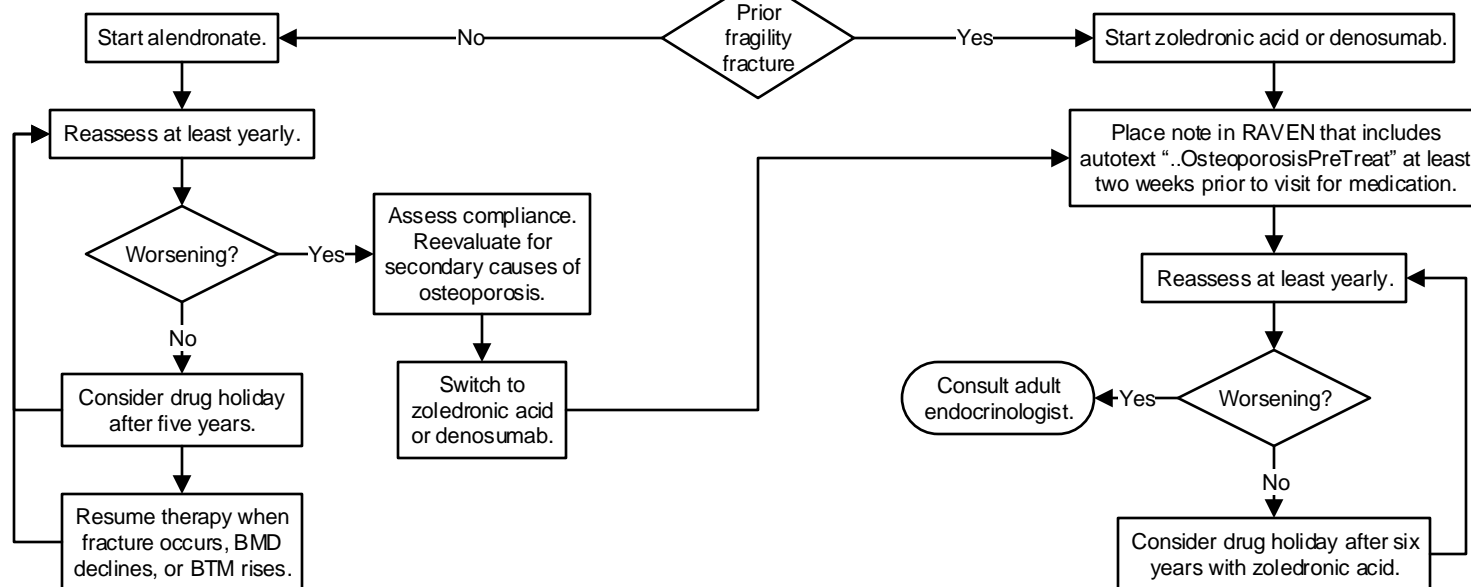 Prior
fragility
fracture
No
Yes
Start alendronate.
Start zoledronic acid or denosumab.
Reassess at least yearly.
Place note in RAVEN that includes
autotext “..OsteoporosisPreTreat” at least
two weeks prior to visit for medication.
Worsening?
Yes
Assess compliance.
Reevaluate for
secondary causes of
osteoporosis.
No
Switch to
zoledronic acid
or denosumab.
Consider drug holiday
after five years.
Resume therapy when
fracture occurs, BMD
declines, or BTM rises.
Reassess at least yearly.
Worsening?
Yes
Consult adult
endocrinologist.
No
Consider drug holiday after six
years with zoledronic acid.